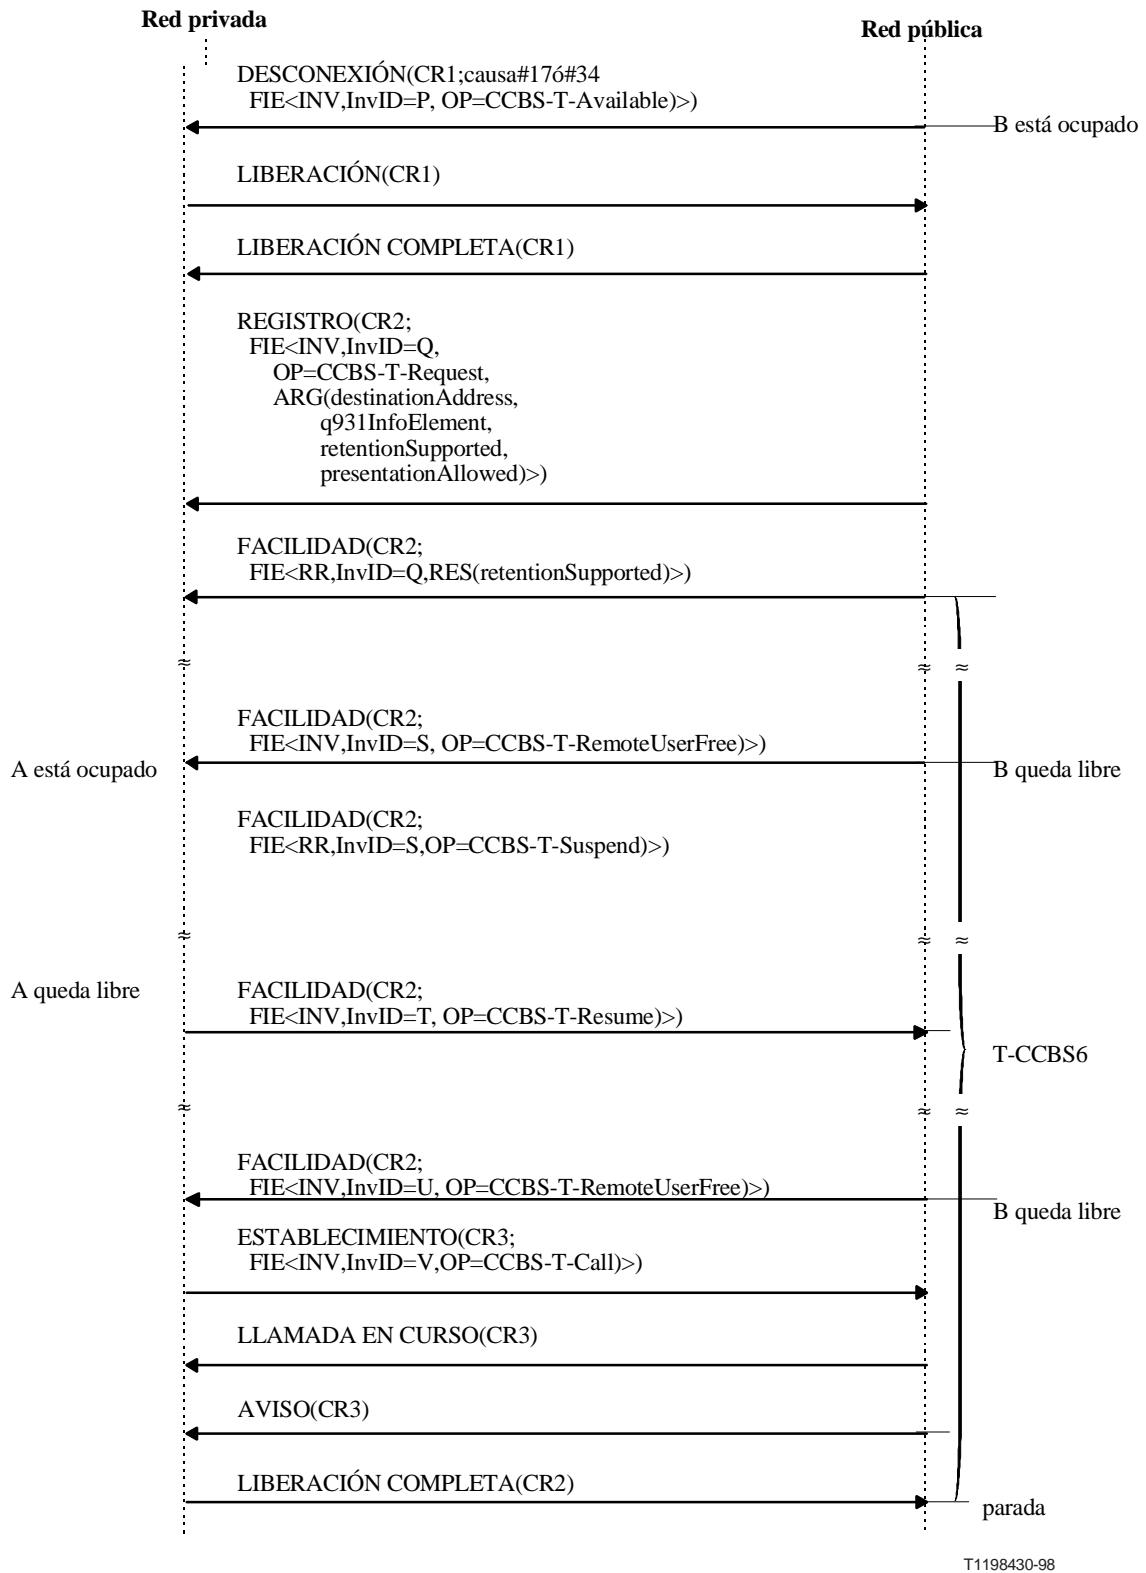 Red privada
Red pública
DESCONEXIÓN(CR1;causa#17ó#34
FIE<INV,InvID=P, OP=CCBS-T-Available)>)
B está ocupado
LIBERACIÓN(CR1)
LIBERACIÓN COMPLETA(CR1)
REGISTRO(CR2;
FIE<INV,InvID=Q,
OP=CCBS-T-Request,
ARG(destinationAddress,
q931InfoElement,
retentionSupported,
presentationAllowed)>)
FACILIDAD(CR2;
FIE<RR,InvID=Q,RES(retentionSupported)>)
≈
≈ ≈
FACILIDAD(CR2;
FIE<INV,InvID=S, OP=CCBS-T-RemoteUserFree)>)
A está ocupado
B queda libre
FACILIDAD(CR2;
FIE<RR,InvID=S,OP=CCBS-T-Suspend)>)
≈
≈ ≈
A queda libre
FACILIDAD(CR2;
FIE<INV,InvID=T, OP=CCBS-T-Resume)>)
T-CCBS6
≈
≈ ≈
FACILIDAD(CR2;
FIE<INV,InvID=U, OP=CCBS-T-RemoteUserFree)>)
B queda libre
ESTABLECIMIENTO(CR3;
FIE<INV,InvID=V,OP=CCBS-T-Call)>)
LLAMADA EN CURSO(CR3)
AVISO(CR3)
LIBERACIÓN COMPLETA(CR2)
parada
T1198430-98